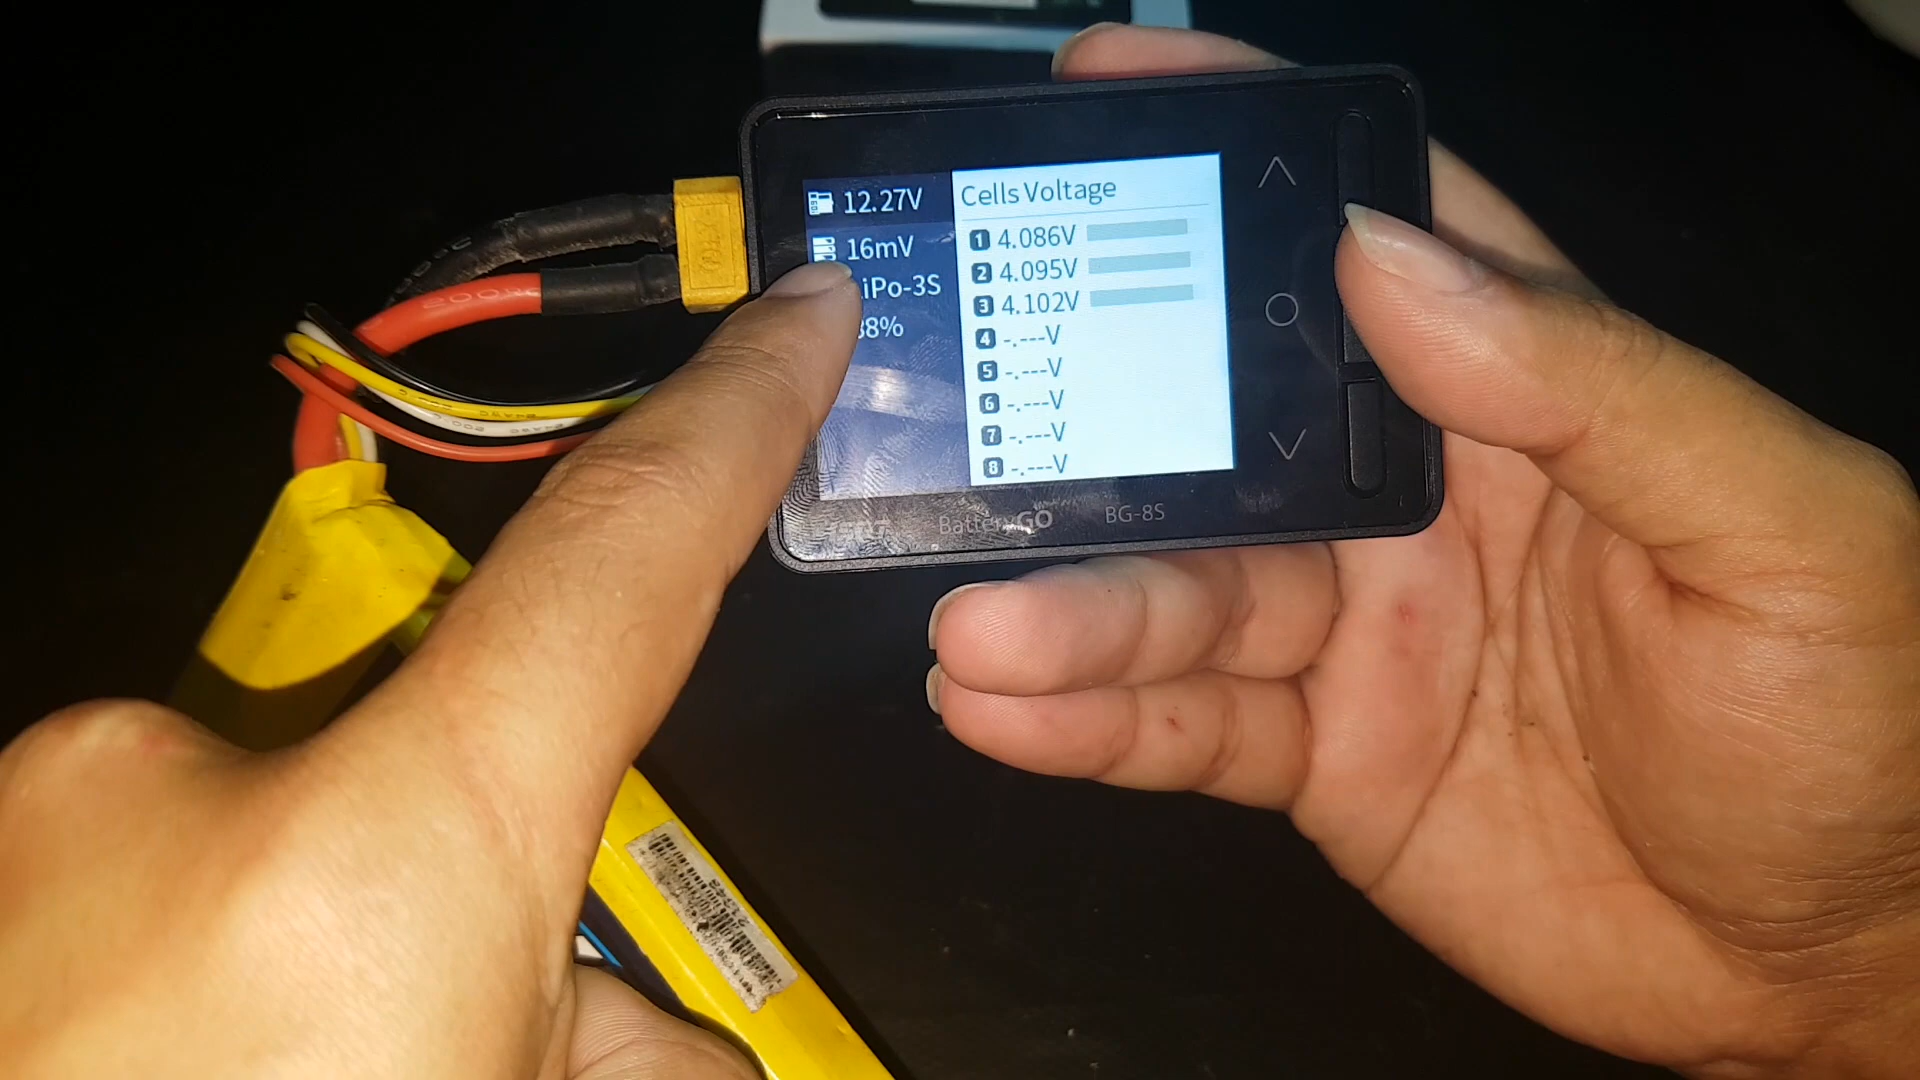 12.27V
16mV
iPo-3S
8%
Cells Voltage
1 4.086V
2 4.095V
3 4.102V
4 -.---V
5 -.---V
6 -.---V
7 -.---V
8 -.---V
BatteryGO BG-8S